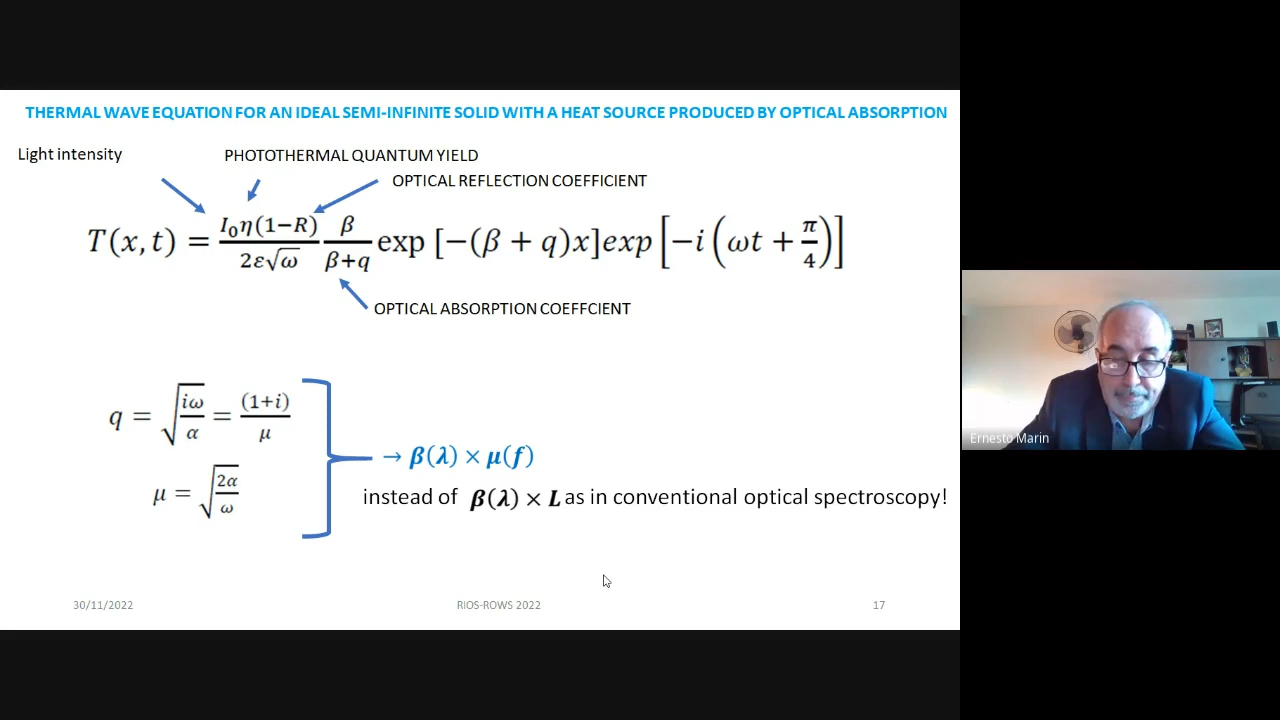 THERMAL WAVE EQUATION FOR AN IDEAL SEMI-INFINITE SOLID WITH A HEAT SOURCE PRODUCED BY OPTICAL ABSORPTION
Light intensity
PHOTOTHERMAL QUANTUM YIELD
OPTICAL REFLECTION COEFFICIENT
T(x, t) = I₀η(1−R)/2ε√ω β/β+q exp [−(β + q)x]exp [−i (ωt + π/4)]
OPTICAL ABSORPTION COEFFCIENT
q = √(iω/α) = (1+i)/μ
μ = √(2α/ω)
→ β(λ) × μ(f)
instead of β(λ) × L as in conventional optical spectroscopy!
30/11/2022
RIOS-ROWS 2022
17
Ernesto Marin